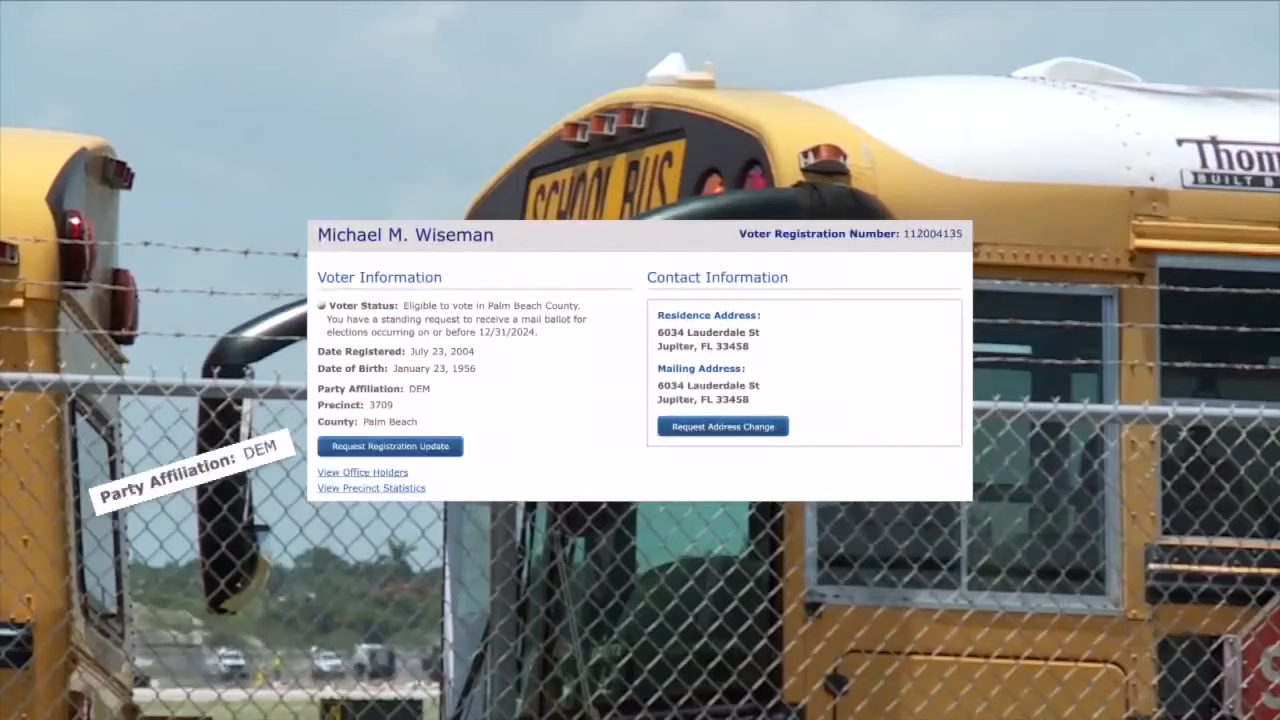 SCHOOL BUS
Thom
BUILT B
Michael M. Wiseman
Voter Registration Number: 112004135
Voter Information
Voter Status: Eligible to vote in Palm Beach County.
You have a standing request to receive a mail ballot for
elections occurring on or before 12/31/2024.
Date Registered: July 23, 2004
Date of Birth: January 23, 1956
Party Affiliation: DEM
Precinct: 3709
County: Palm Beach
Request Registration Update
View Office Holders
View Precinct Statistics
Contact Information
Residence Address:
6034 Lauderdale St
Jupiter, FL 33458
Mailing Address:
6034 Lauderdale St
Jupiter, FL 33458
Request Address Change
Party Affiliation: DEM
S